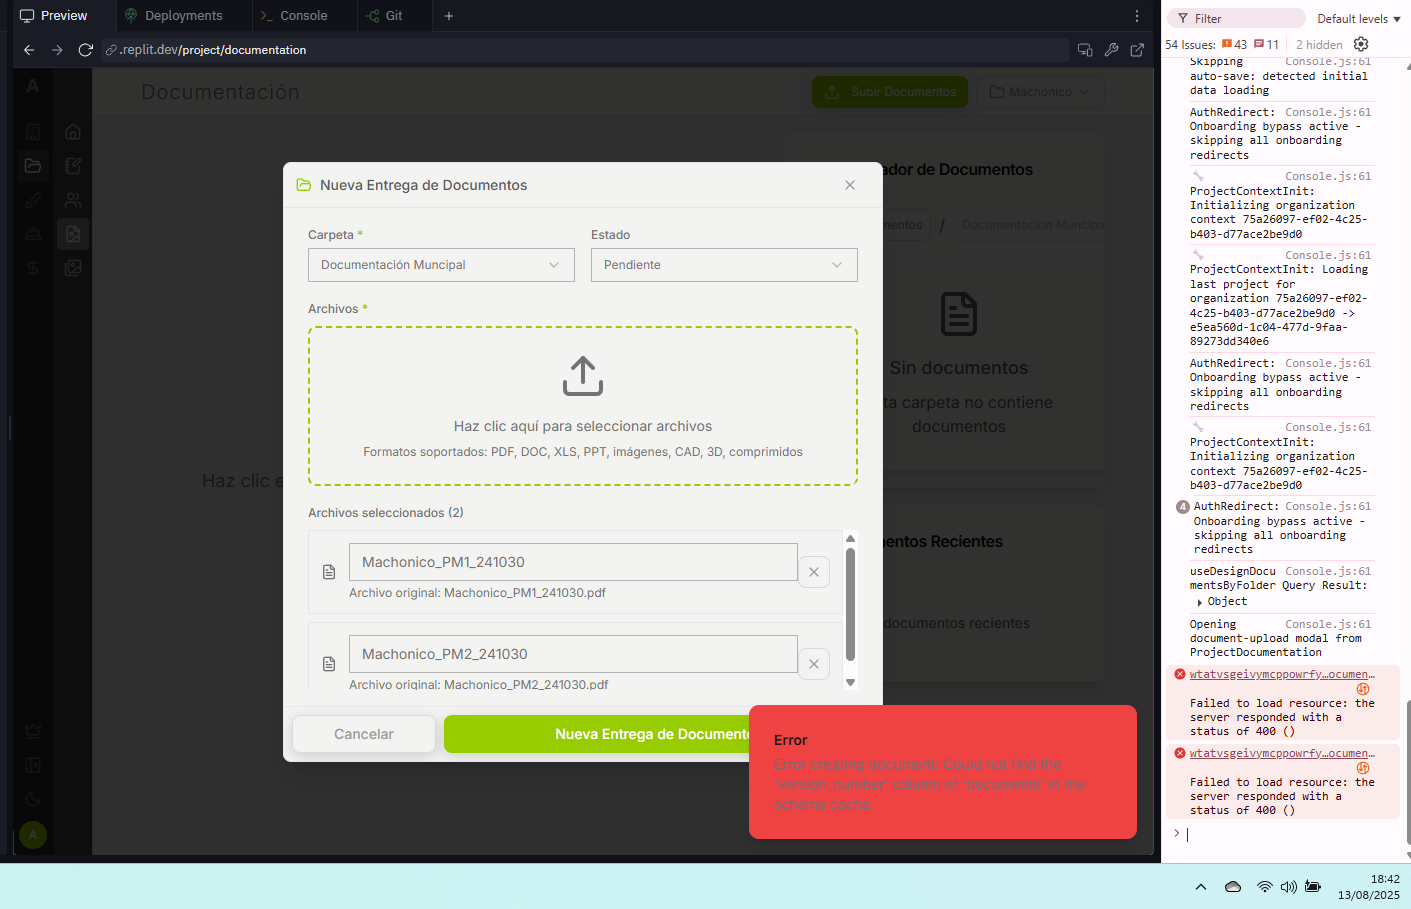 Preview
Deployments
Console
Git
.replit.dev/project/documentation
A
Documentación
Subir Documentos
Machónico
ador de Documentos
mentos
/
Documentación Muncipa
Sin documentos
ta carpeta no contiene
documentos
Haz clic e
entos Recientes
documentos recientes
Nueva Entrega de Documentos
Carpeta *
Estado
Documentación Muncipal
Pendiente
Archivos *
Haz clic aquí para seleccionar archivos
Formatos soportados: PDF, DOC, XLS, PPT, imágenes, CAD, 3D, comprimidos
Archivos seleccionados (2)
Machonico_PM1_241030
Archivo original: Machonico_PM1_241030.pdf
Machonico_PM2_241030
Archivo original: Machonico_PM2_241030.pdf
Cancelar
Nueva Entrega de Documento
Error
Error creating document: Could not find the
'version_number' column of 'documents' in the
schema cache
A
Filter
Default levels
54 Issues: 43 11 2 hidden
Skipping Console.js:61
auto-save: detected initial
data loading
AuthRedirect: Console.js:61
Onboarding bypass active -
skipping all onboarding
redirects
Console.js:61
ProjectContextInit:
Initializing organization
context 75a26097-ef02-4c25-
b403-d77ace2be9d0
Console.js:61
ProjectContextInit: Loading
last project for
organization 75a26097-ef02-
4c25-b403-d77ace2be9d0 ->
e5ea560d-1c04-477d-9faa-
89273dd340e6
AuthRedirect: Console.js:61
Onboarding bypass active -
skipping all onboarding
redirects
Console.js:61
ProjectContextInit:
Initializing organization
context 75a26097-ef02-4c25-
b403-d77ace2be9d0
4 AuthRedirect: Console.js:61
Onboarding bypass active -
skipping all onboarding
redirects
useDesignDocu Console.js:61
mentsByFolder Query Result:
Object
Opening Console.js:61
document-upload modal from
ProjectDocumentation
wtatvsgeivymcppowrfy…ocumen…
Failed to load resource: the
server responded with a
status of 400 ()
wtatvsgeivymcppowrfy…ocumen…
Failed to load resource: the
server responded with a
status of 400 ()
18:42
13/08/2025